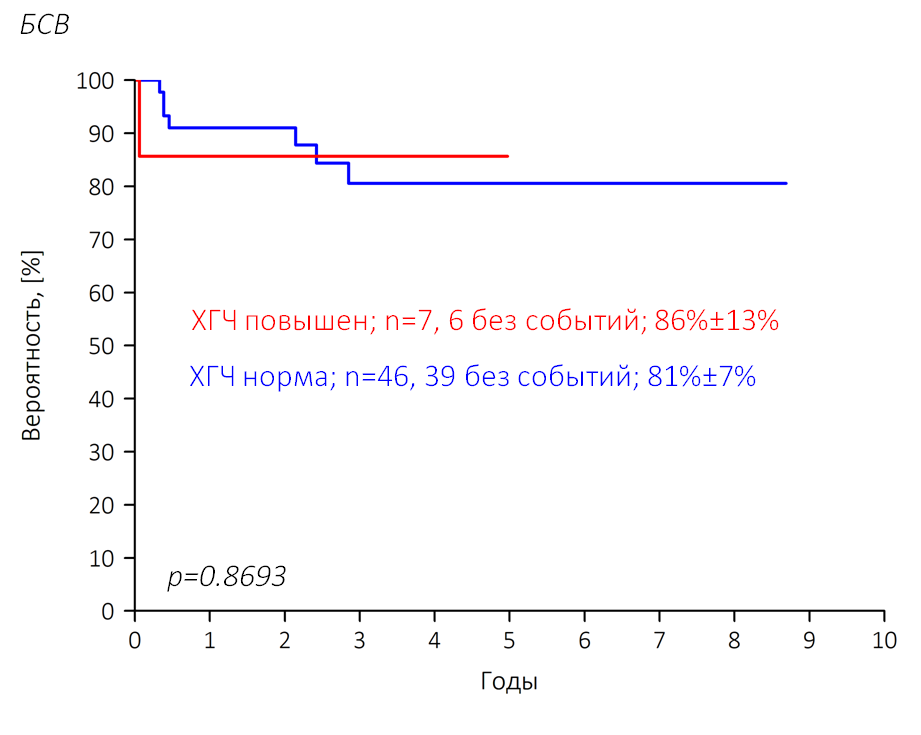 БСВ
Вероятность, [%]
100
90
80
70
60
50
40
30
20
10
0
ХГЧ повышен; n=7, 6 без событий; 86%±13%
ХГЧ норма; n=46, 39 без событий; 81%±7%
p=0.8693
0 1 2 3 4 5 6 7 8 9 10
Годы